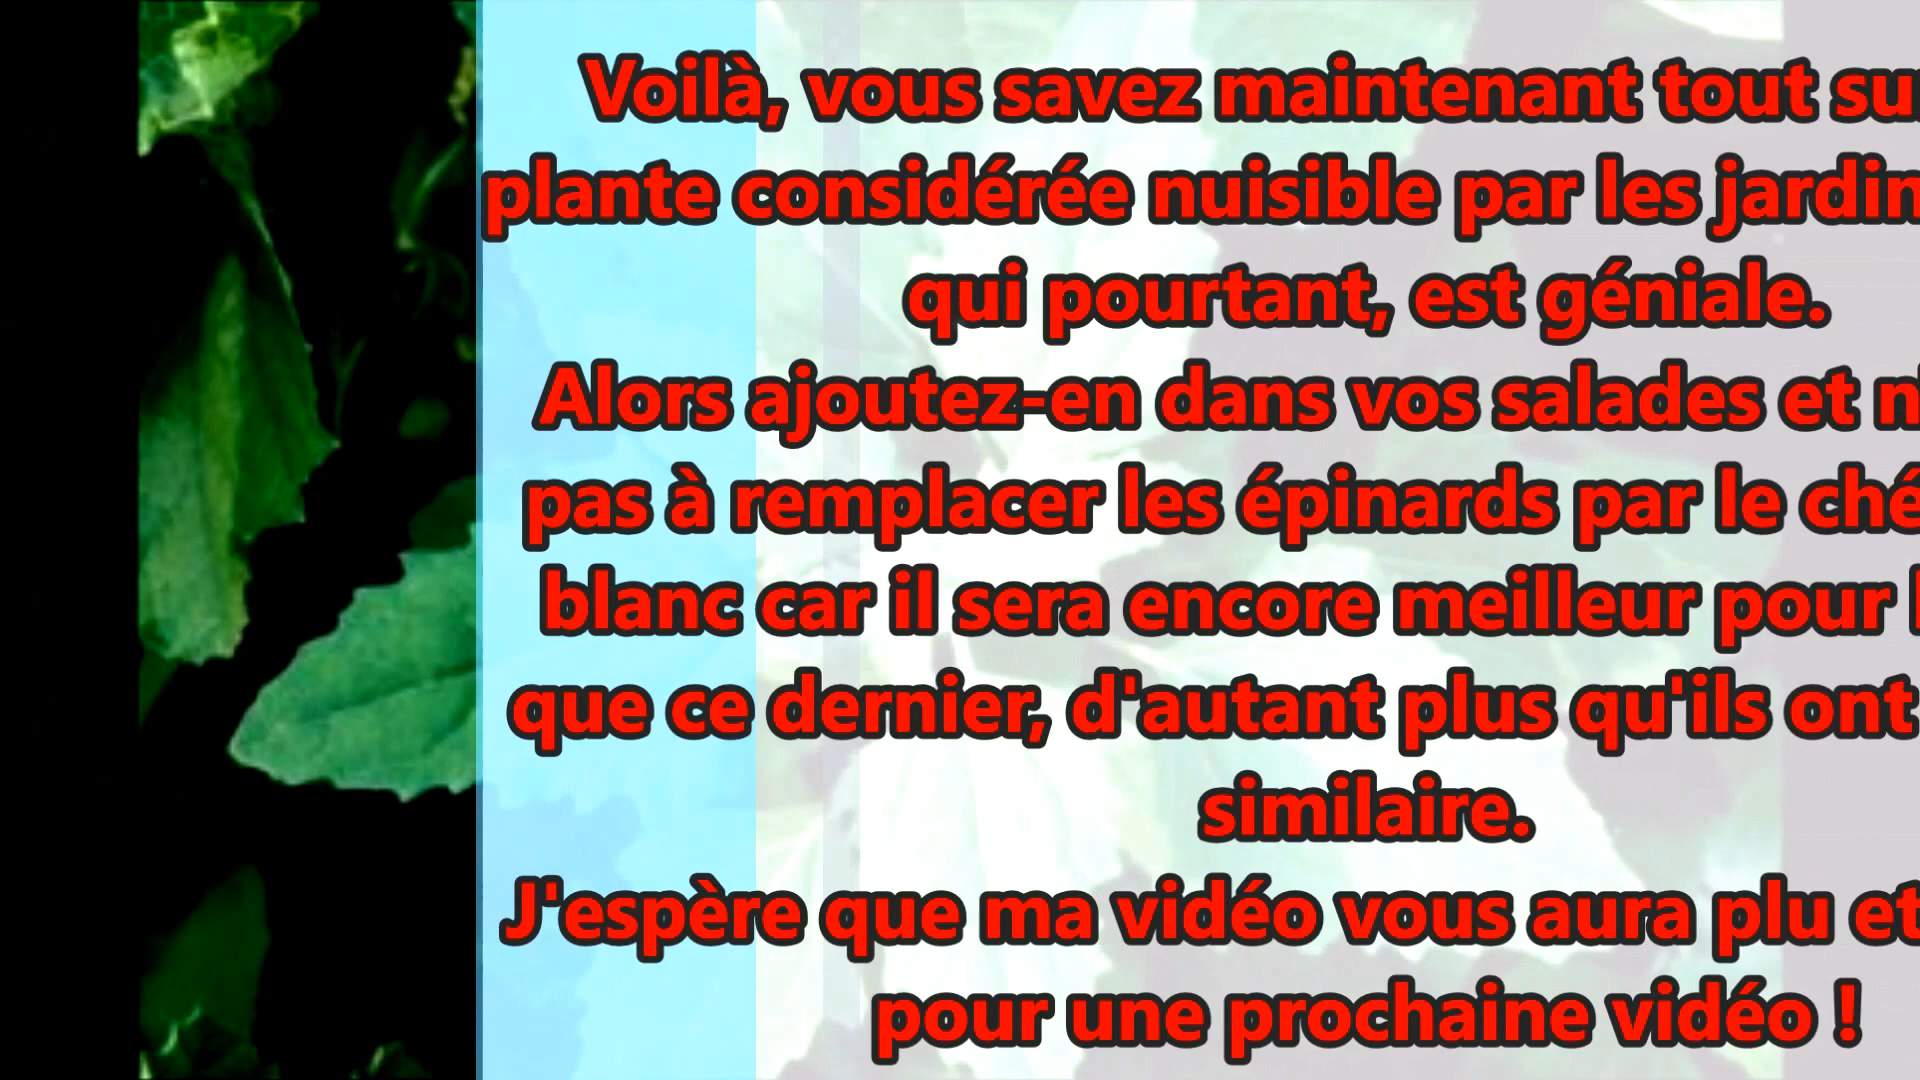 Voilà, vous savez maintenant tout su
plante considérée nuisible par les jardin
qui pourtant, est géniale.
Alors ajoutez-en dans vos salades et n
pas à remplacer les épinards par le ché
blanc car il sera encore meilleur pour
que ce dernier, d'autant plus qu'ils ont
similaire.
J'espère que ma vidéo vous aura plu et
pour une prochaine vidéo !